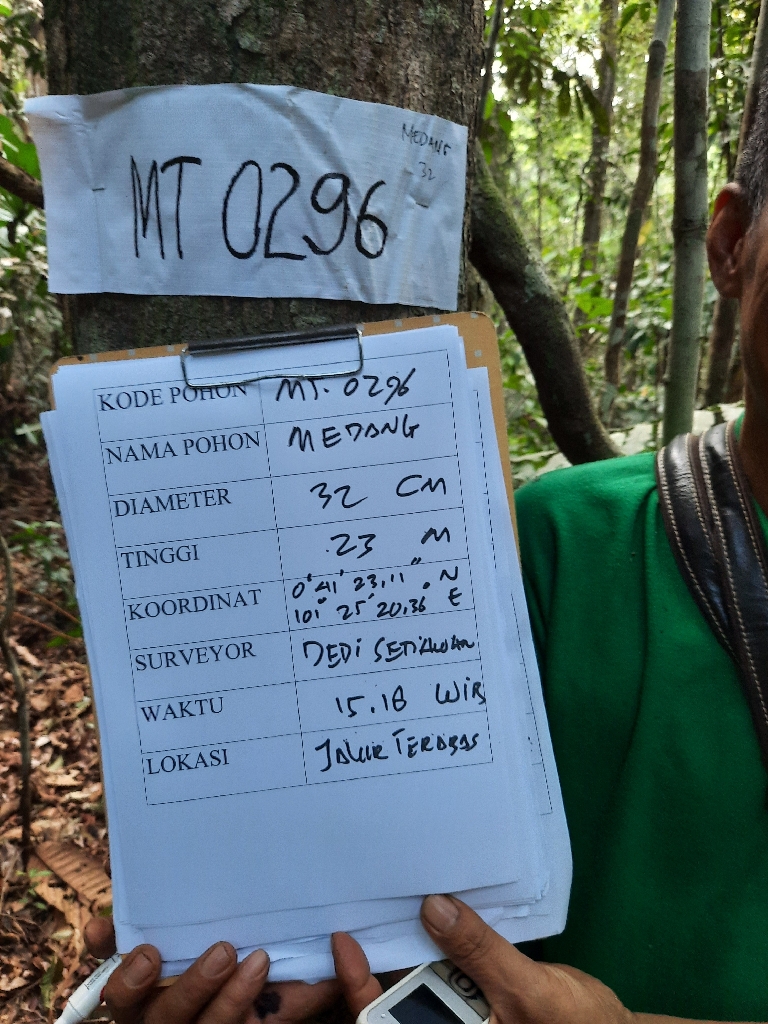 MEDANG
32
MT 0296
KODE POHON MT. 0296
NAMA POHON MEDANG
DIAMETER 32 CM
TINGGI 23 M
KOORDINAT 0° 41' 23,11" N
101° 25' 20,36 E
SURVEYOR DEDI SETIAWAN
WAKTU 15.18 WIB
LOKASI JALUR TERABAS